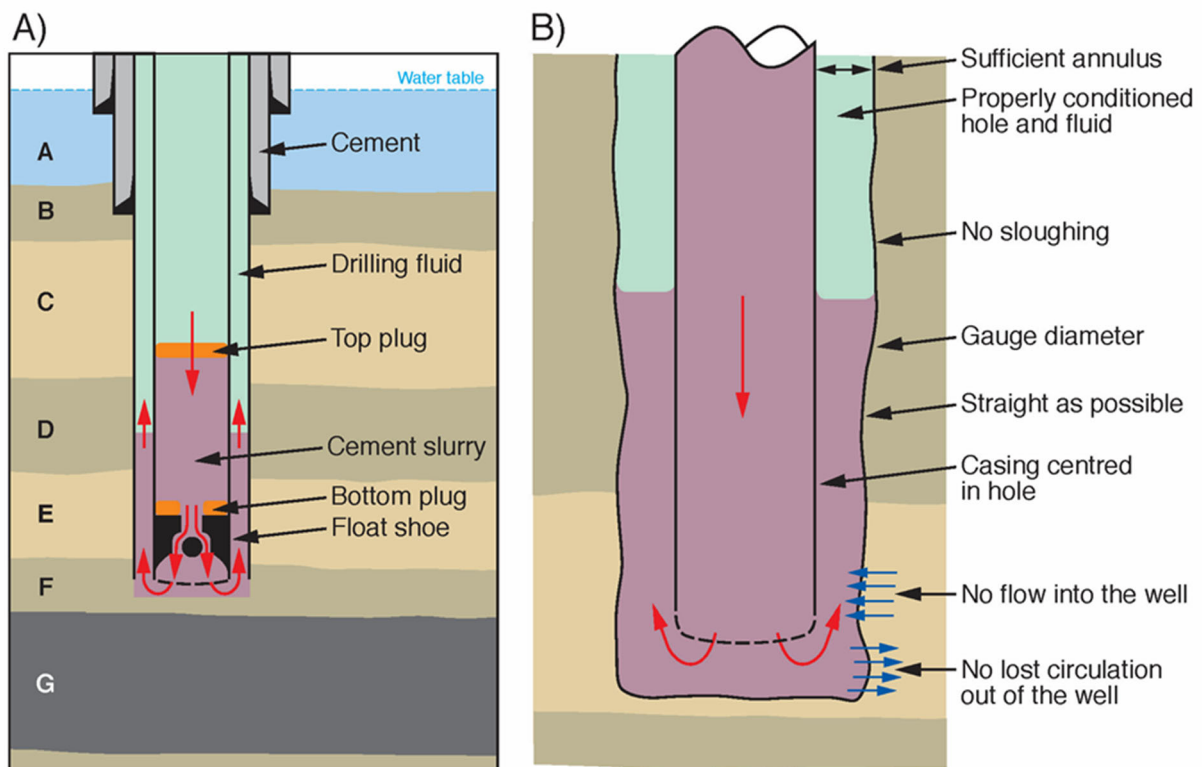 A)
Water table
A
Cement
B
Drilling fluid
C
Top plug
D
Cement slurry
Bottom plug
E
Float shoe
F
G
B)
Sufficient annulus
Properly conditioned
hole and fluid
No sloughing
Gauge diameter
Straight as possible
Casing centred
in hole
No flow into the well
No lost circulation
out of the well